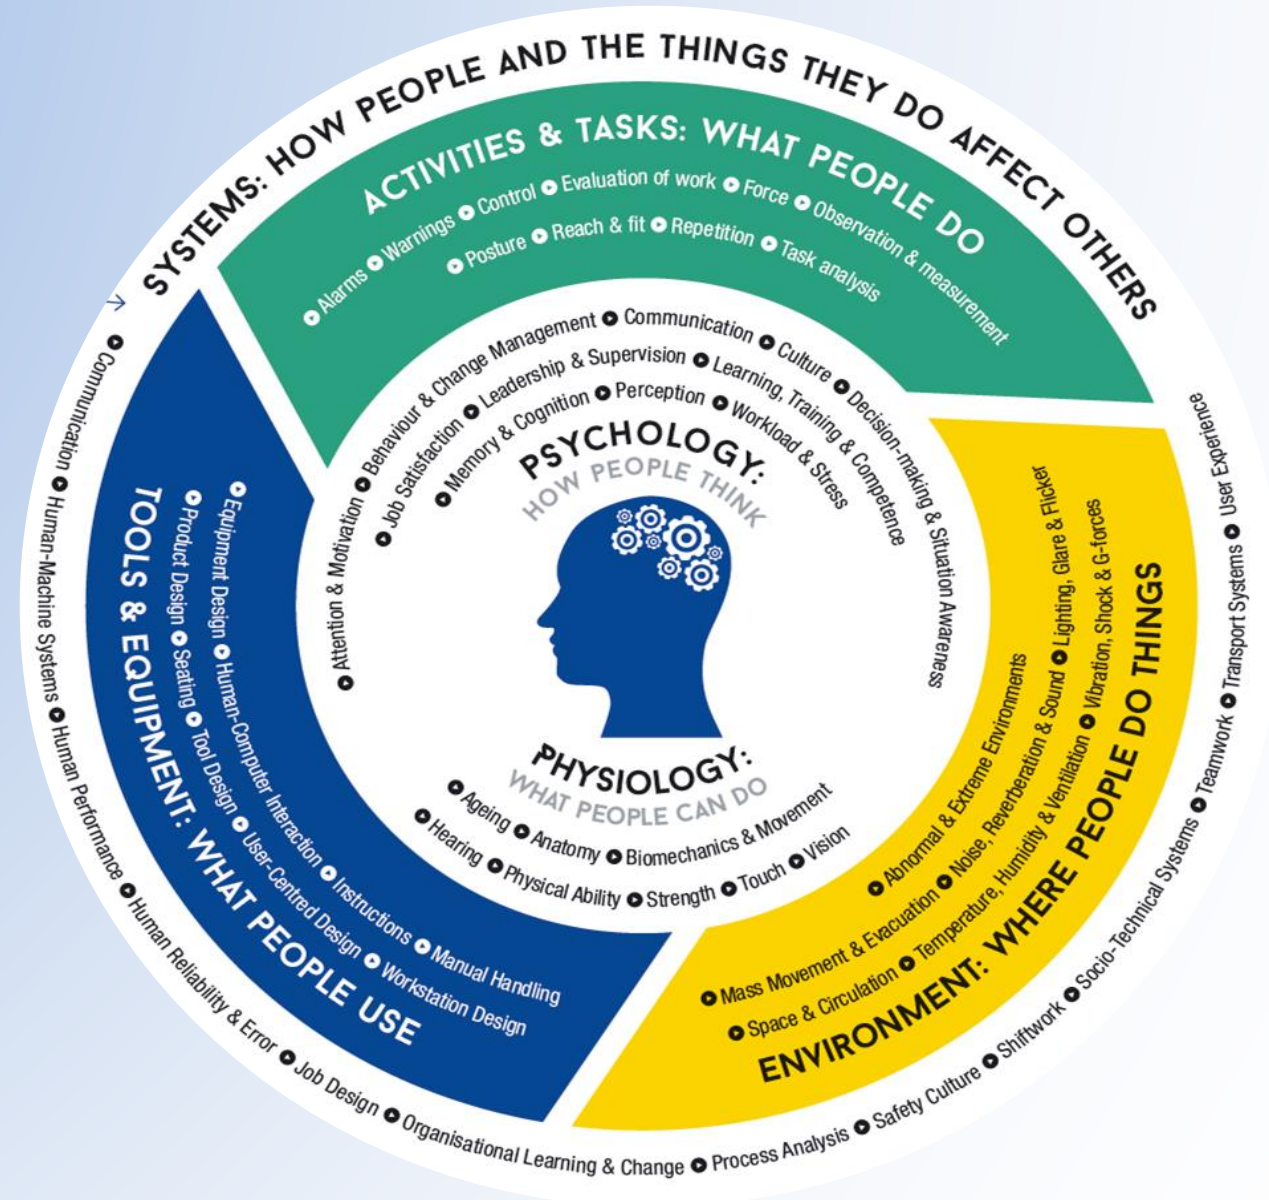 SYSTEMS: HOW PEOPLE AND THE THINGS THEY DO AFFECT OTHERS
ACTIVITIES & TASKS: WHAT PEOPLE DO
Alarms Warnings Control Evaluation of work Force Observation & measurement
Posture Reach & fit Repetition Task analysis
Attention & Motivation Behaviour & Change Management Communication Culture Decision-making & Situation Awareness
Job Satisfaction Leadership & Supervision Learning, Training & Competence
Memory & Cognition Perception Workload & Stress
PSYCHOLOGY:
HOW PEOPLE THINK
PHYSIOLOGY:
WHAT PEOPLE CAN DO
Ageing Anatomy Biomechanics & Movement
Hearing Physical Ability Strength Touch Vision
Equipment Design Human-Computer Interaction Instructions Manual Handling
Product Design Seating Tool Design User-Centred Design Workstation Design
TOOLS & EQUIPMENT: WHAT PEOPLE USE
Abnormal & Extreme Environments
Mass Movement & Evacuation Noise, Reverberation & Sound Lighting, Glare & Flicker
Space & Circulation Temperature, Humidity & Ventilation Vibration, Shock & G-forces
ENVIRONMENT: WHERE PEOPLE DO THINGS
Communication Human-Machine Systems Human Performance Human Reliability & Error Job Design Organisational Learning & Change Process Analysis Safety Culture Shiftwork Socio-Technical Systems Teamwork Transport Systems User Experience